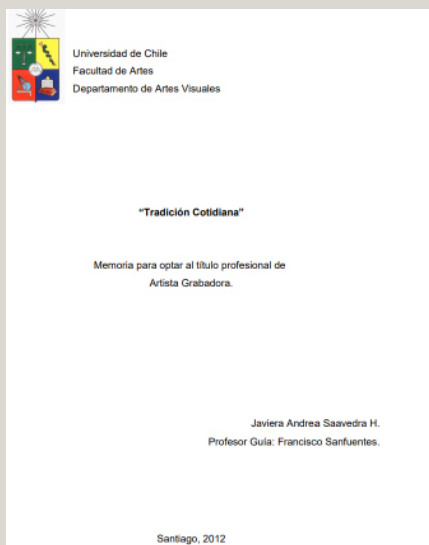 Universidad de Chile
Facultad de Artes
Departamento de Artes Visuales
“Tradición Cotidiana”
Memoria para optar al título profesional de
Artista Grabadora.
Javiera Andrea Saavedra H.
Profesor Guía: Francisco Sanfuentes.
Santiago, 2012